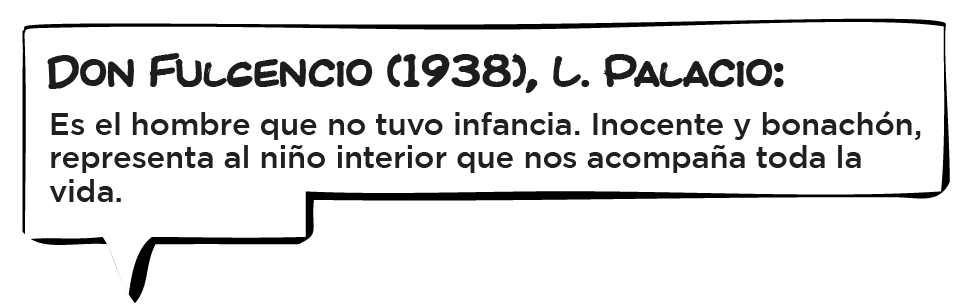 Don Fulgencio (1938), L. Palacio:
Es el hombre que no tuvo infancia. Inocente y bonachón,
representa al niño interior que nos acompaña toda la
vida.